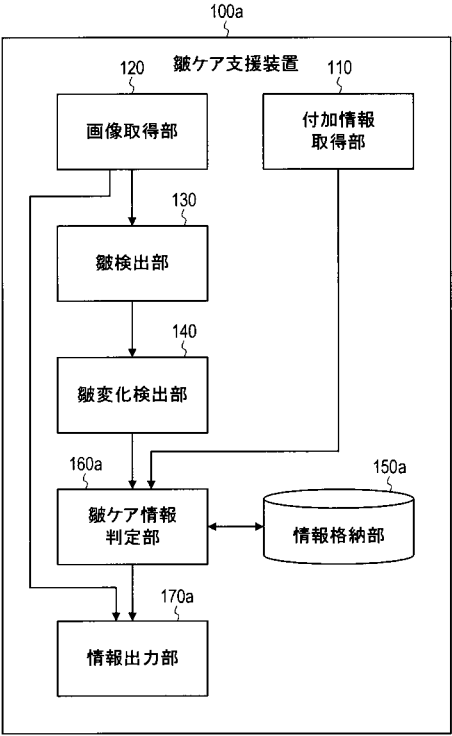 100a
皺ケア支援装置
120
画像取得部
110
付加情報
取得部
130
皺検出部
140
皺変化検出部
160a
皺ケア情報
判定部
150a
情報格納部
170a
情報出力部